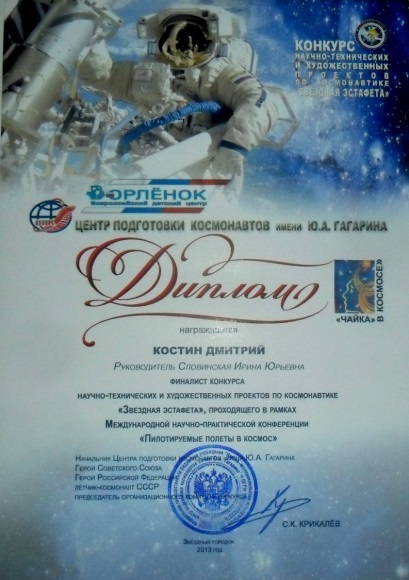 КОНКУРС
НАУЧНО-ТЕХНИЧЕСКИХ
И ХУДОЖЕСТВЕННЫХ
ПРОЕКТОВ
ПО КОСМОНАВТИКЕ
"ЗВЕЗДНАЯ ЭСТАФЕТА"
ОРЛЁНОК
Всероссийский детский центр
ЦПК
ЦЕНТР ПОДГОТОВКИ КОСМОНАВТОВ ИМЕНИ Ю.А. ГАГАРИНА
Диплом
«ЧАЙКА»
В КОСМОСЕ»
награждается
КОСТИН ДМИТРИЙ
Руководитель Словинская Ирина Юрьевна
ФИНАЛИСТ КОНКУРСА
НАУЧНО-ТЕХНИЧЕСКИХ И ХУДОЖЕСТВЕННЫХ ПРОЕКТОВ ПО КОСМОНАВТИКЕ
«Звездная эстафета», проходящего в рамках
Международной научно-практической конференции
«Пилотируемые полеты в космос»
Начальник Центра подготовки Ю.А. Гагарина
Герой Советского Союза
Герой Российской Федерации
летчик-космонавт СССР
председатель
С.К. КРИКАЛЁВ
Звездный городок
2013 год